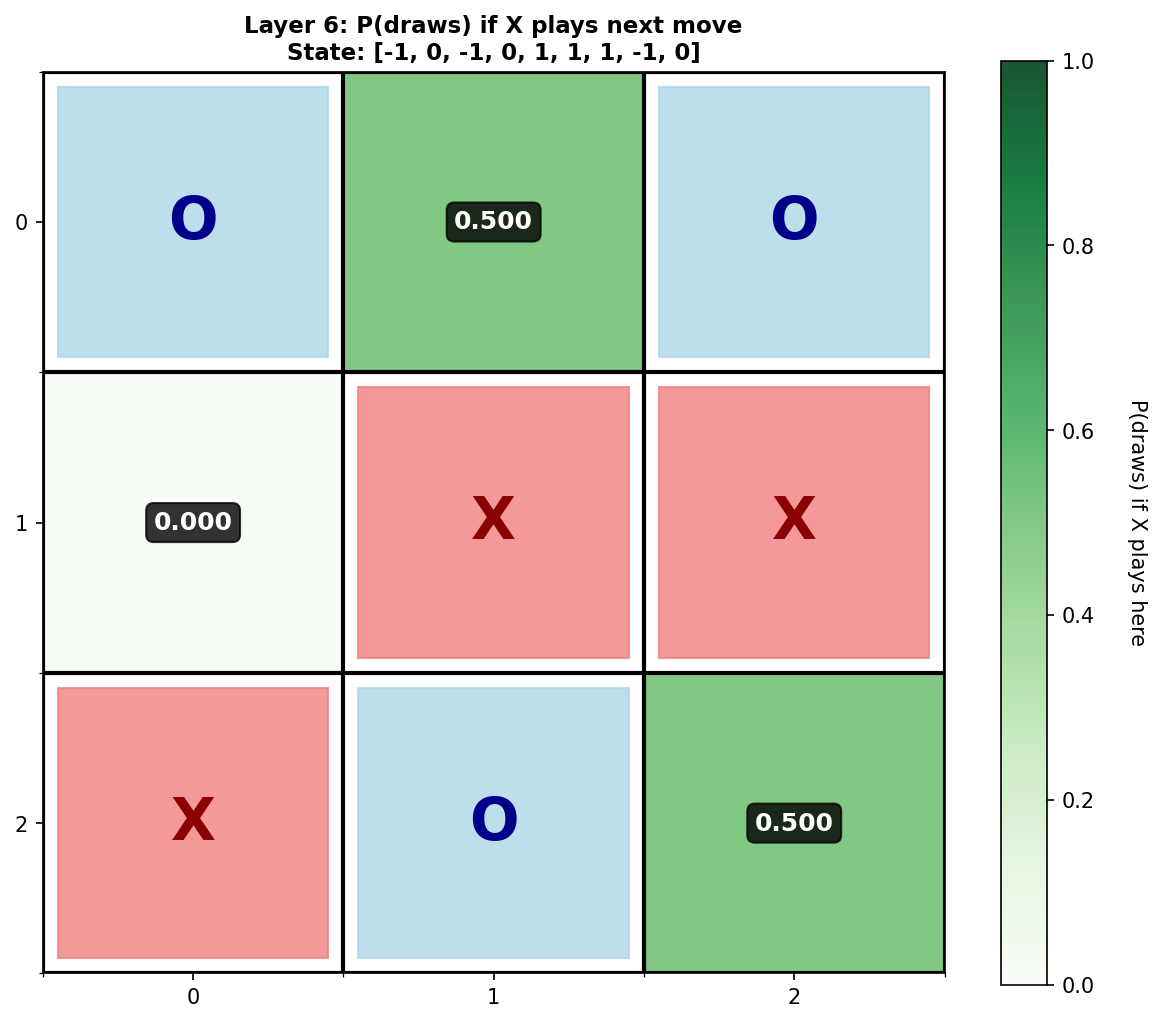 Layer 6: P(draws) if X plays next move
State: [-1, 0, -1, 0, 1, 1, 1, -1, 0]
O
0.500
O
0.000
X
X
X
O
0.500
0
1
2
0
1
2
1.0
0.8
0.6
0.4
0.2
0.0
P(draws) if X plays here